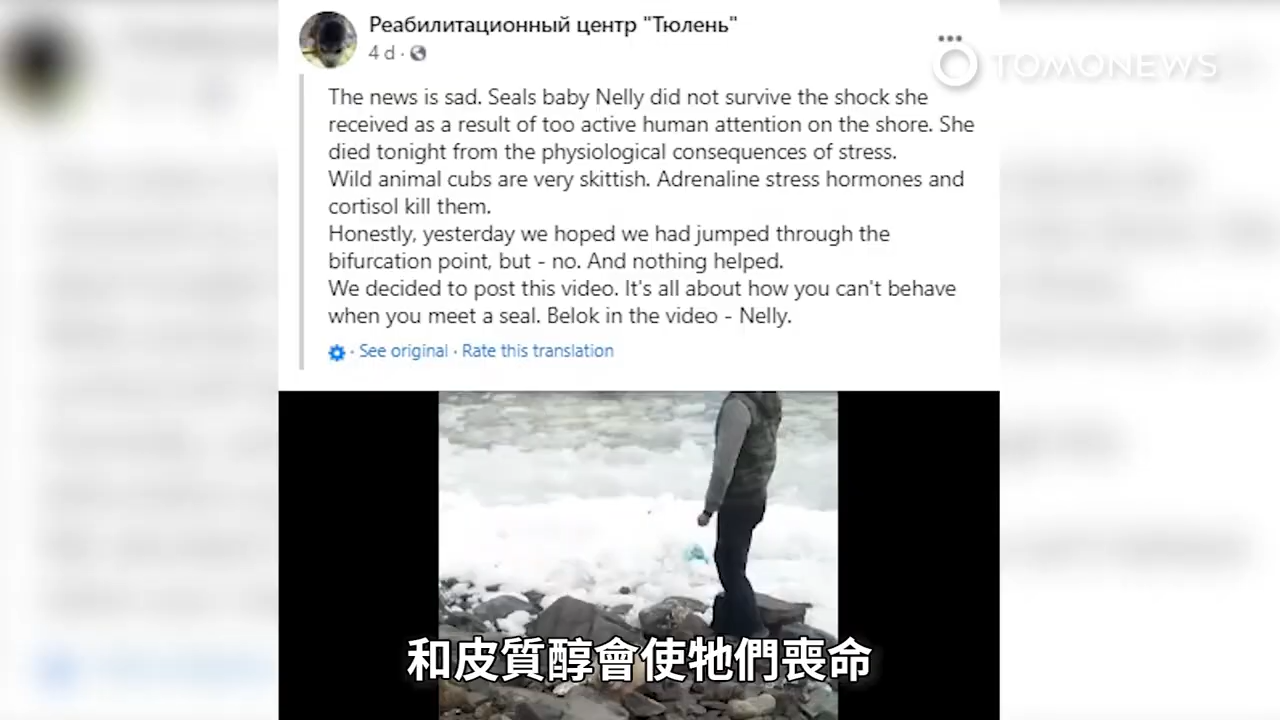 Реабилитационный центр "Тюлень"
4 d ·
TOMONEWS
The news is sad. Seals baby Nelly did not survive the shock she
received as a result of too active human attention on the shore. She
died tonight from the physiological consequences of stress.
Wild animal cubs are very skittish. Adrenaline stress hormones and
cortisol kill them.
Honestly, yesterday we hoped we had jumped through the
bifurcation point, but - no. And nothing helped.
We decided to post this video. It's all about how you can't behave
when you meet a seal. Belok in the video - Nelly.
· See original · Rate this translation
和皮質醇會使牠們喪命